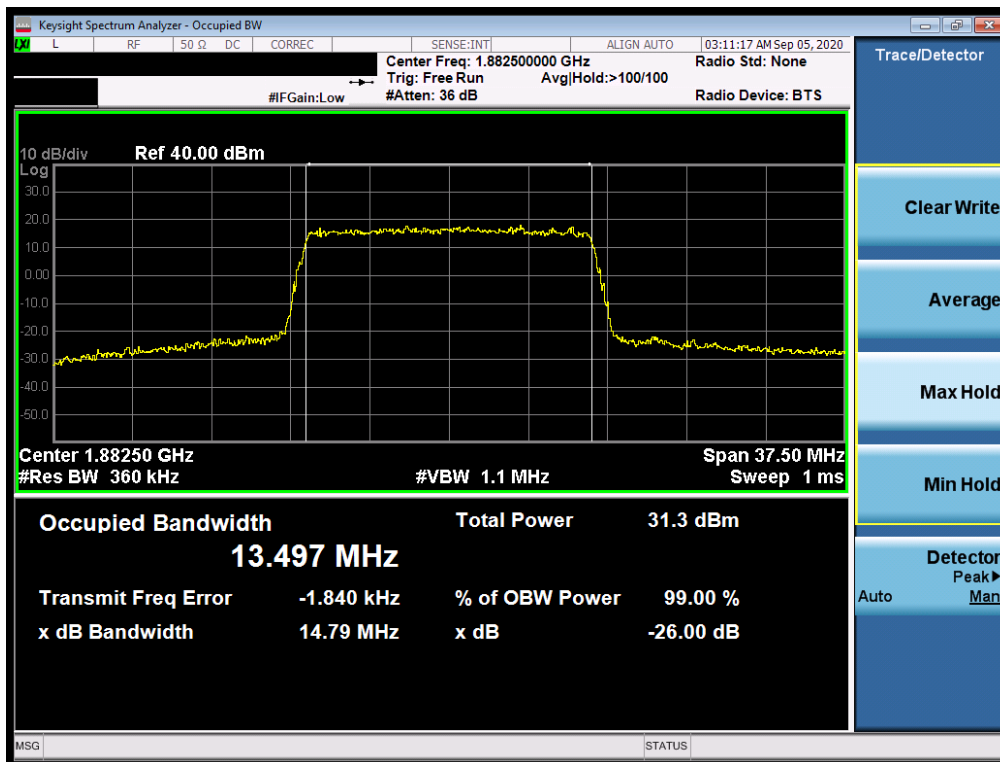 Keysight Spectrum Analyzer - Occupied BW
LXI L RF 50 Ω DC CORREC SENSE:INT ALIGN AUTO 03:11:17 AM Sep 05, 2020
Center Freq: 1.882500000 GHz Radio Std: None
Trig: Free Run Avg|Hold:>100/100
#IFGain:Low #Atten: 36 dB Radio Device: BTS
10 dB/div Ref 40.00 dBm
Log
30.0
20.0
10.0
0.00
-10.0
-20.0
-30.0
-40.0
-50.0
Center 1.88250 GHz Span 37.50 MHz
#Res BW 360 kHz #VBW 1.1 MHz Sweep 1 ms
Occupied Bandwidth Total Power 31.3 dBm
13.497 MHz
Transmit Freq Error -1.840 kHz % of OBW Power 99.00 %
x dB Bandwidth 14.79 MHz x dB -26.00 dB
MSG STATUS
Trace/Detector
Clear Write
Average
Max Hold
Min Hold
Detector
Peak▶
Auto Man